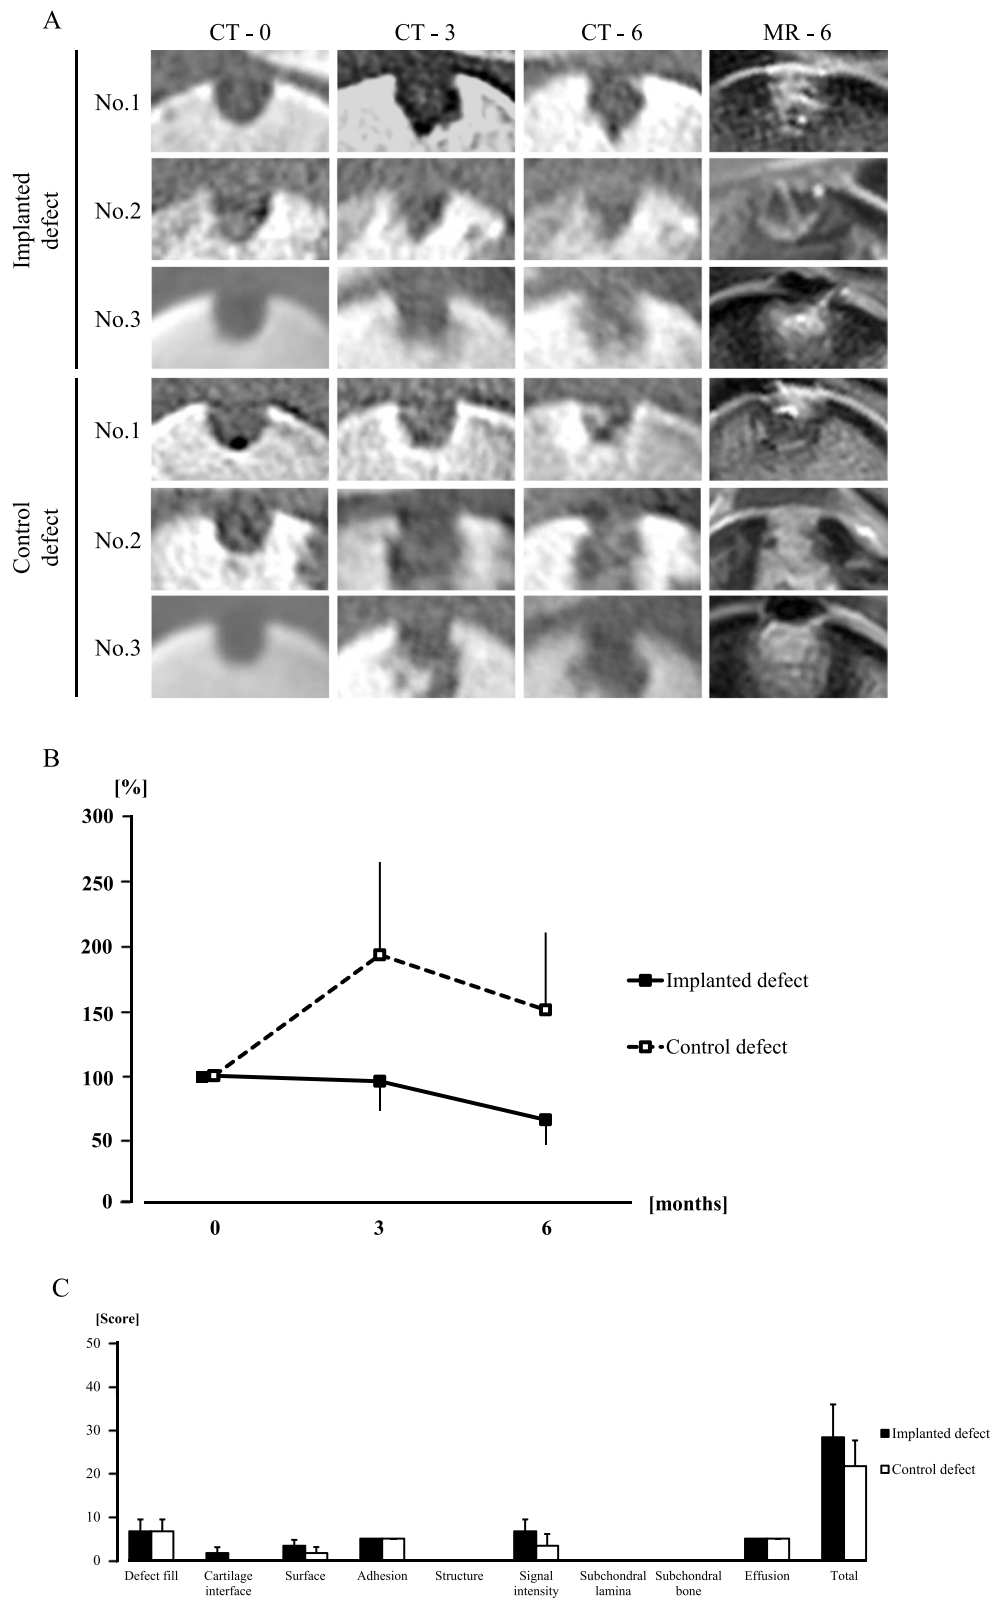 A
CT - 0 CT - 3 CT - 6 MR - 6
Implanted
defect
No.1
No.2
No.3
Control
defect
No.1
No.2
No.3
B
[%]
300
250
200
150
100
50
0
0 3 6
[months]
Implanted defect
Control defect
C
[Score]
50
40
30
20
10
0
Defect fill
Cartilage
interface
Surface
Adhesion
Structure
Signal
intensity
Subchondral
lamina
Subchondral
bone
Effusion
Total
Implanted defect
Control defect